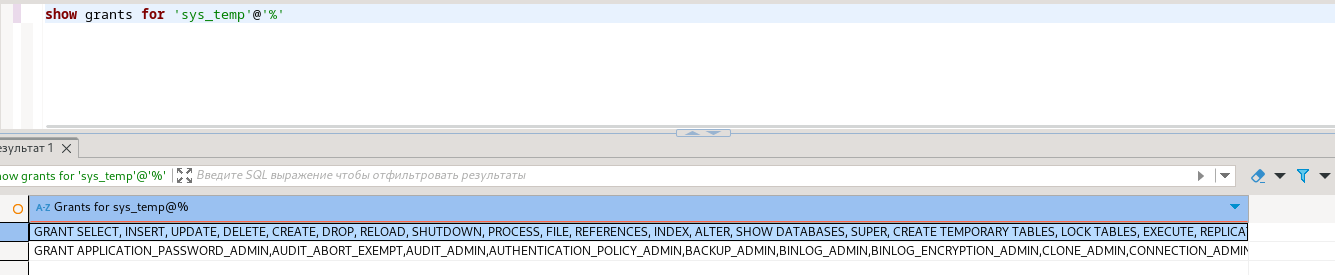 show grants for 'sys_temp'@'%'
езультат 1
how grants for 'sys_temp'@'%'
Введите SQL выражение чтобы отфильтровать результаты
A-Z Grants for sys_temp@%
GRANT SELECT, INSERT, UPDATE, DELETE, CREATE, DROP, RELOAD, SHUTDOWN, PROCESS, FILE, REFERENCES, INDEX, ALTER, SHOW DATABASES, SUPER, CREATE TEMPORARY TABLES, LOCK TABLES, EXECUTE, REPLICAT
GRANT APPLICATION_PASSWORD_ADMIN,AUDIT_ABORT_EXEMPT,AUDIT_ADMIN,AUTHENTICATION_POLICY_ADMIN,BACKUP_ADMIN,BINLOG_ADMIN,BINLOG_ENCRYPTION_ADMIN,CLONE_ADMIN,CONNECTION_ADMIN